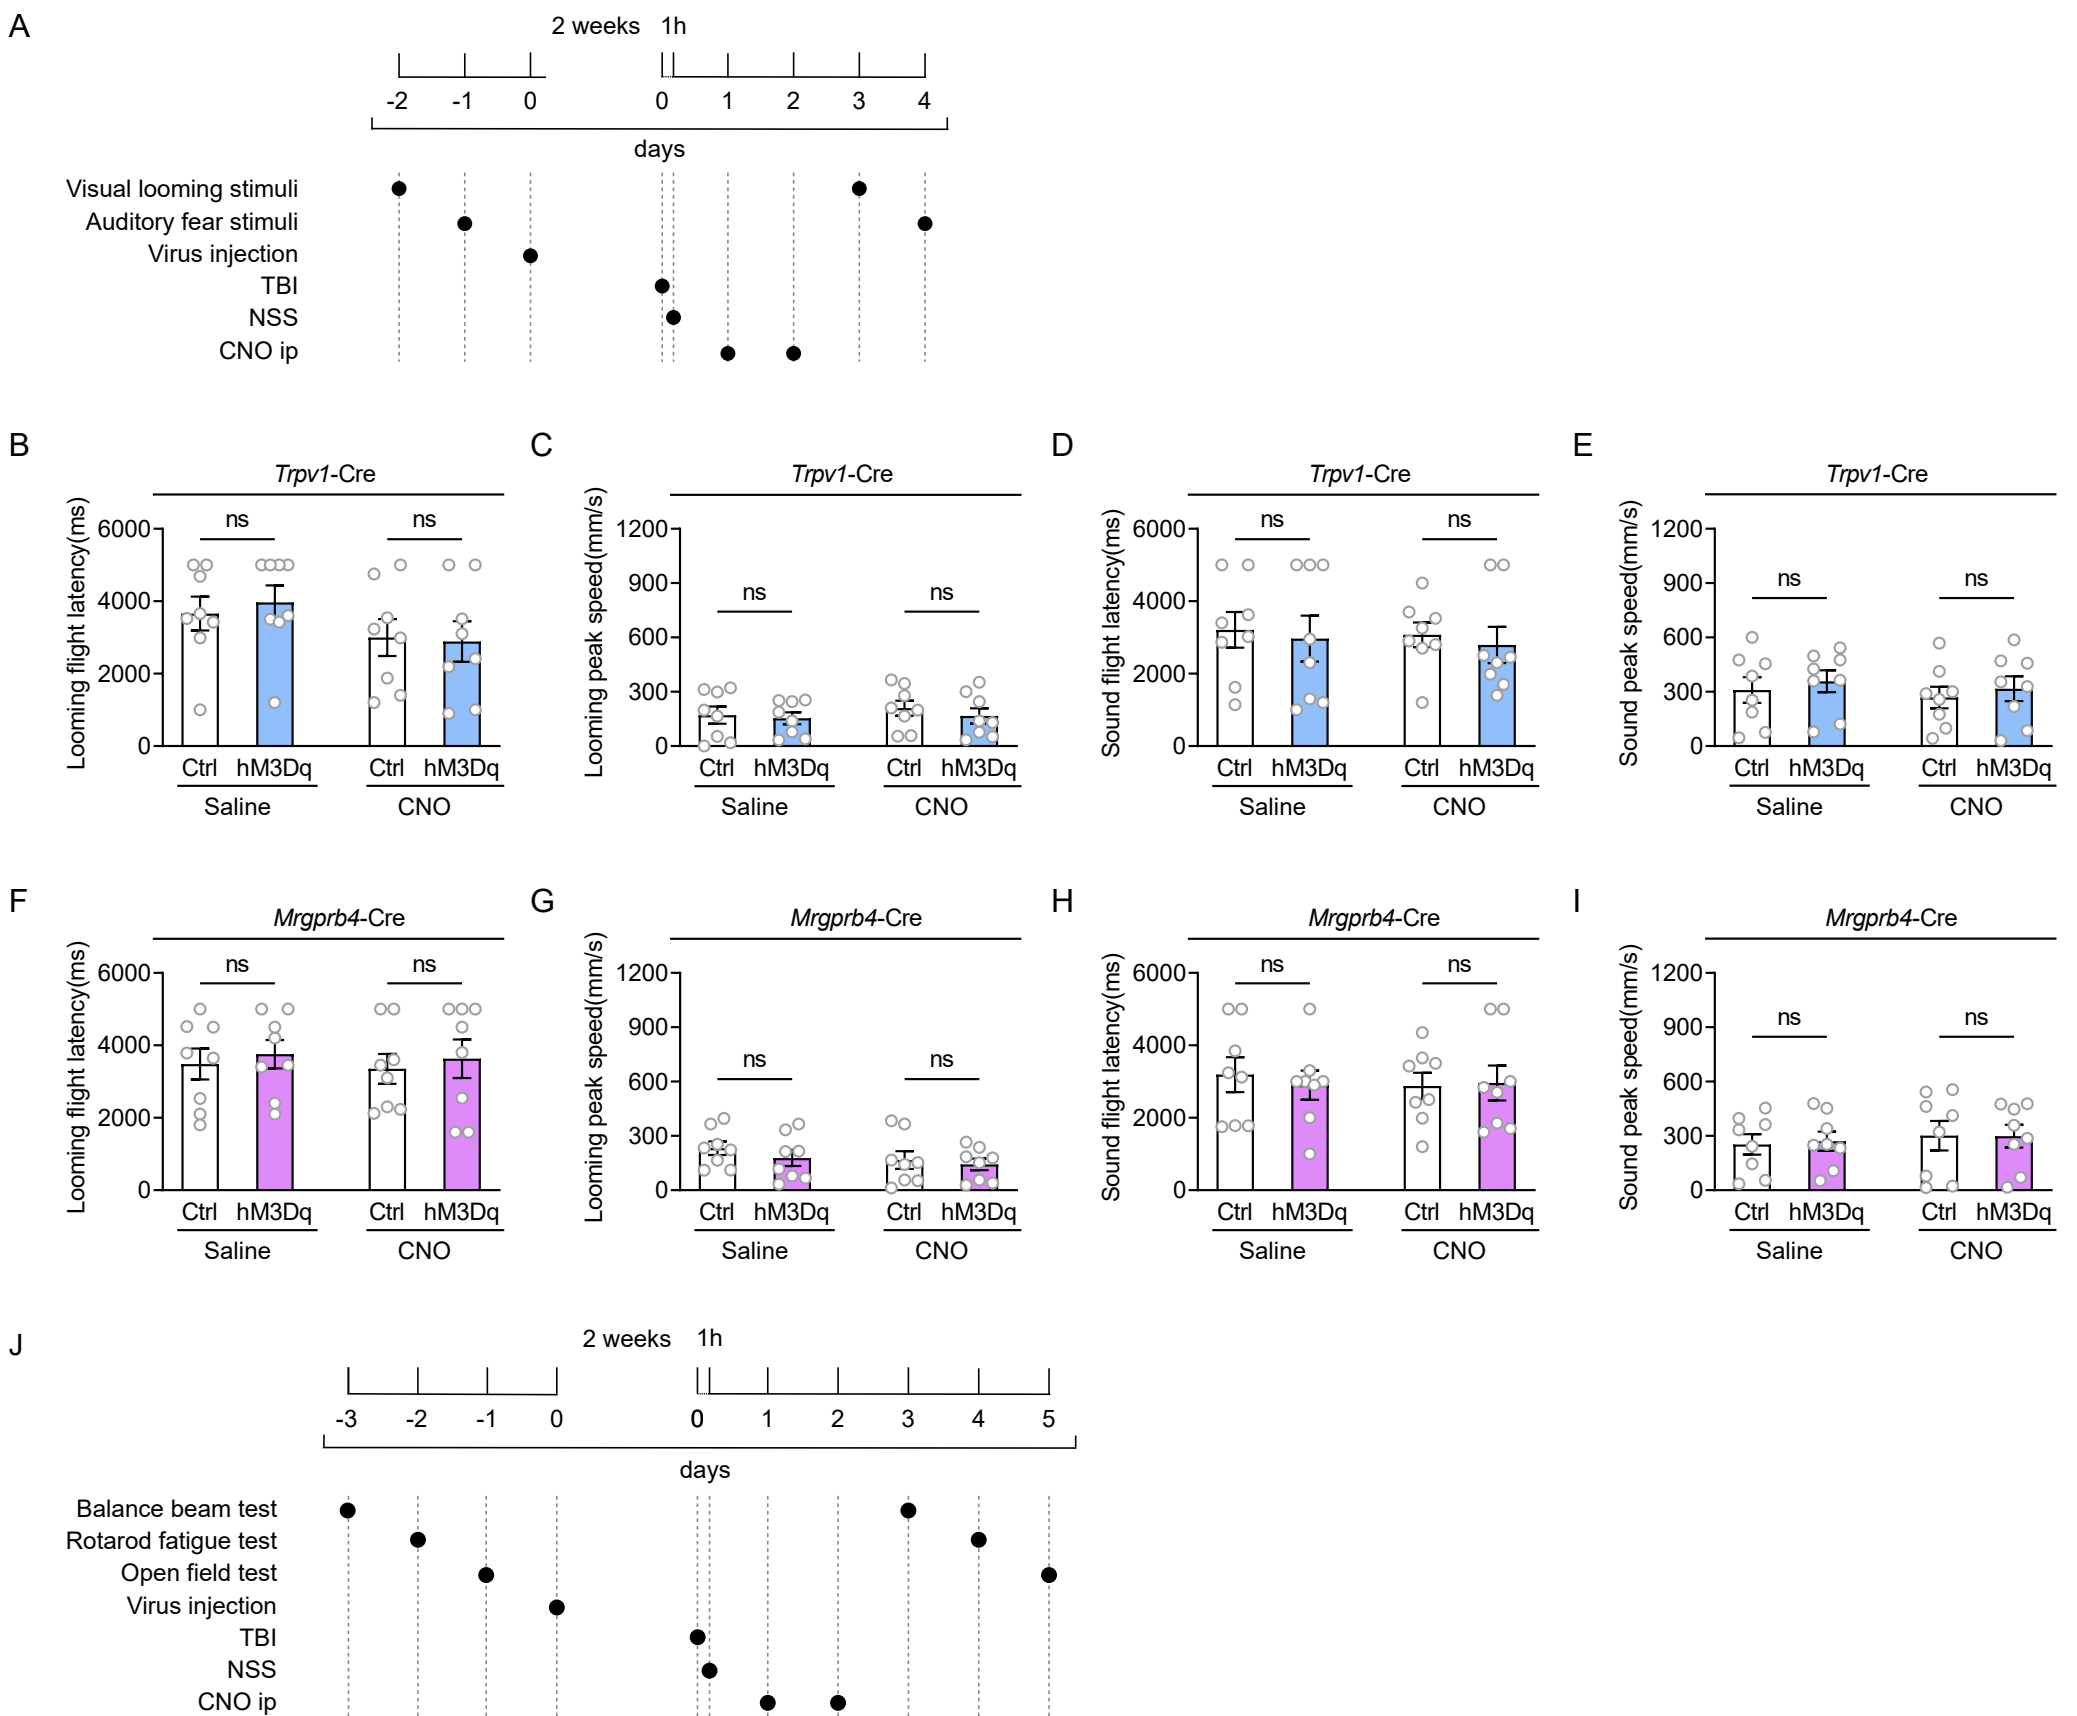 A
2 weeks 1h
-2 -1 0 0 1 2 3 4
days
Visual looming stimuli
Auditory fear stimuli
Virus injection
TBI
NSS
CNO ip
B
Trpv1-Cre
Looming flight latency(ms)
6000
4000
2000
0
ns ns
Ctrl hM3Dq Ctrl hM3Dq
Saline CNO
C
Trpv1-Cre
Looming peak speed(mm/s)
1200
900
600
300
0
ns ns
Ctrl hM3Dq Ctrl hM3Dq
Saline CNO
D
Trpv1-Cre
Sound flight latency(ms)
6000
4000
2000
0
ns ns
Ctrl hM3Dq Ctrl hM3Dq
Saline CNO
E
Trpv1-Cre
Sound peak speed(mm/s)
1200
900
600
300
0
ns ns
Ctrl hM3Dq Ctrl hM3Dq
Saline CNO
F
Mrgprb4-Cre
Looming flight latency(ms)
6000
4000
2000
0
ns ns
Ctrl hM3Dq Ctrl hM3Dq
Saline CNO
G
Mrgprb4-Cre
Looming peak speed(mm/s)
1200
900
600
300
0
ns ns
Ctrl hM3Dq Ctrl hM3Dq
Saline CNO
H
Mrgprb4-Cre
Sound flight latency(ms)
6000
4000
2000
0
ns ns
Ctrl hM3Dq Ctrl hM3Dq
Saline CNO
I
Mrgprb4-Cre
Sound peak speed(mm/s)
1200
900
600
300
0
ns ns
Ctrl hM3Dq Ctrl hM3Dq
Saline CNO
J
2 weeks 1h
-3 -2 -1 0 0 1 2 3 4 5
days
Balance beam test
Rotarod fatigue test
Open field test
Virus injection
TBI
NSS
CNO ip